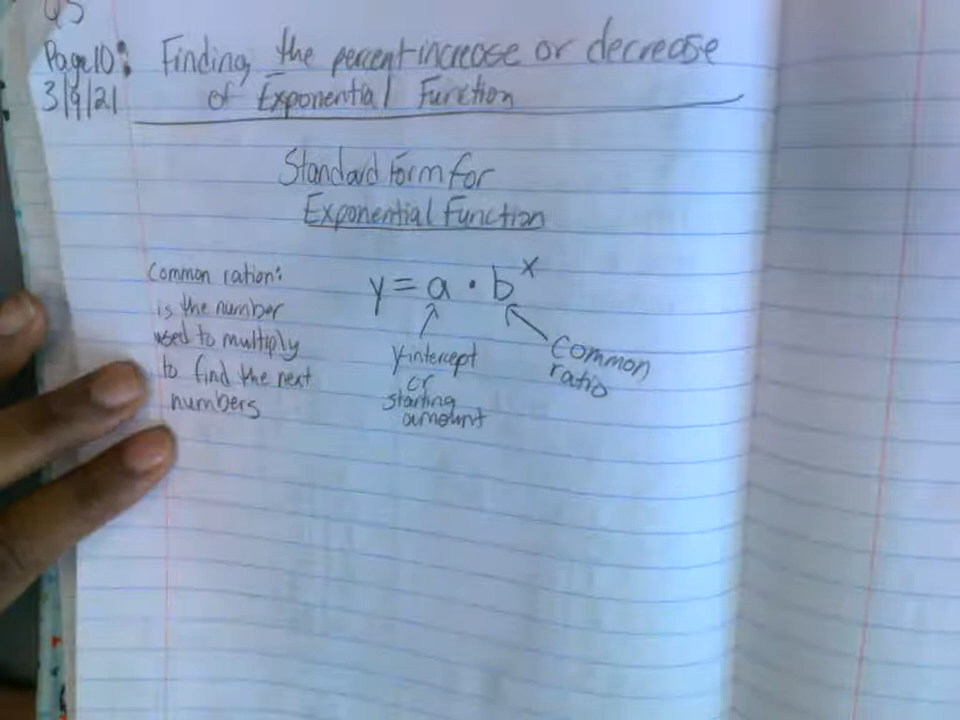 Q3
Page 10: Finding the percent increase or decrease
3/9/21 of Exponential Function
Standard form for
Exponential Function
Common ration:
is the number
used to multiply
to find the next
numbers
y = a · b^x
y-intercept
or
starting
amount
common
ratio